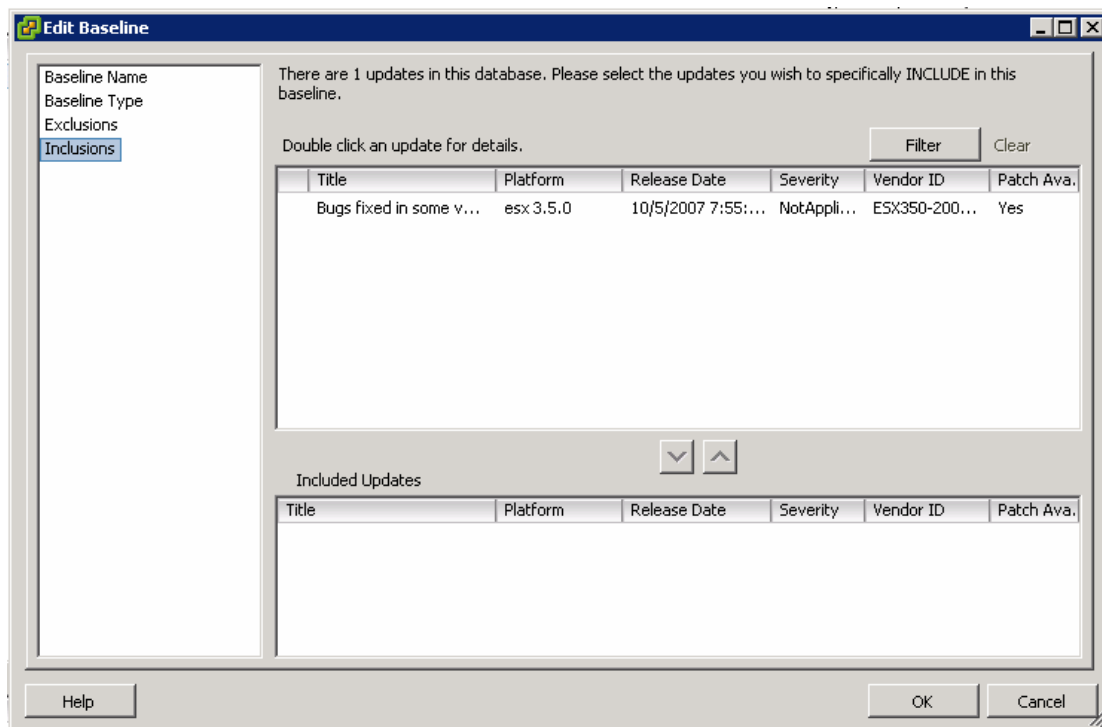 Edit Baseline
Baseline Name
Baseline Type
Exclusions
Inclusions
There are 1 updates in this database. Please select the updates you wish to specifically INCLUDE in this
baseline.
Double click an update for details. Filter Clear
Title Platform Release Date Severity Vendor ID Patch Ava.
Bugs fixed in some v... esx 3.5.0 10/5/2007 7:55:... NotAppli... ESX350-200... Yes
Included Updates
Title Platform Release Date Severity Vendor ID Patch Ava.
Help OK Cancel